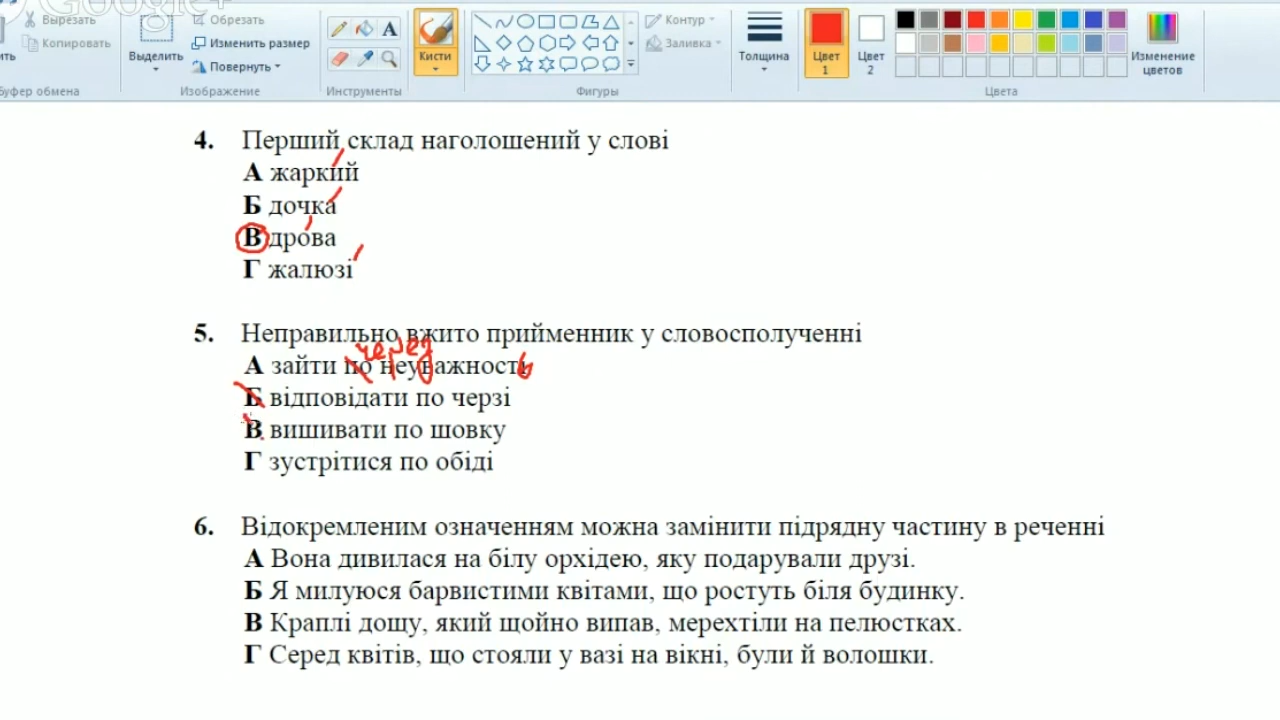 Google+
Вырезать
Копировать
Буфер обмена
Выделить
Обрезать
Изменить размер
Повернуть
Изображение
A
Инструменты
Кисти
Контур
Заливка
Фигуры
Толщина
Цвет 1
Цвет 2
Изменение цветов
Цвета
4. Перший склад наголошений у слові
А жаркий
Б дочка
В дрова
Г жалюзі
5. Неправильно вжито прийменник у словосполученні
через
А зайти по неуважності
Б відповідати по черзі
В вишивати по шовку
Г зустрітися по обіді
6. Відокремленим означенням можна замінити підрядну частину в реченні
А Вона дивилася на білу орхідею, яку подарували друзі.
Б Я милуюся барвистими квітами, що ростуть біля будинку.
В Краплі дощу, який щойно випав, мерехтіли на пелюстках.
Г Серед квітів, що стояли у вазі на вікні, були й волошки.